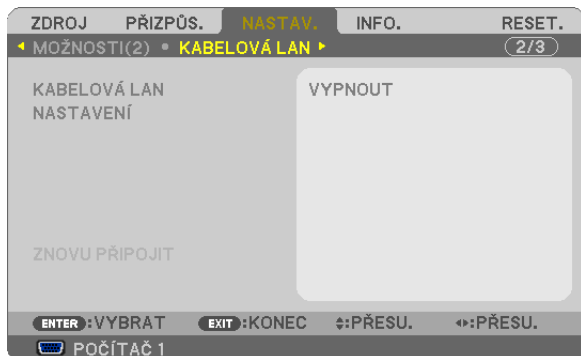 ZDROJ PŘIZPŮS. NASTAV. INFO. RESET.
MOŽNOSTI(2) • KABELOVÁ LAN 2/3
KABELOVÁ LAN VYPNOUT
NASTAVENÍ
ZNOVU PŘIPOJIT
ENTER :VYBRAT EXIT :KONEC :PŘESU. :PŘESU.
POČÍTAČ 1